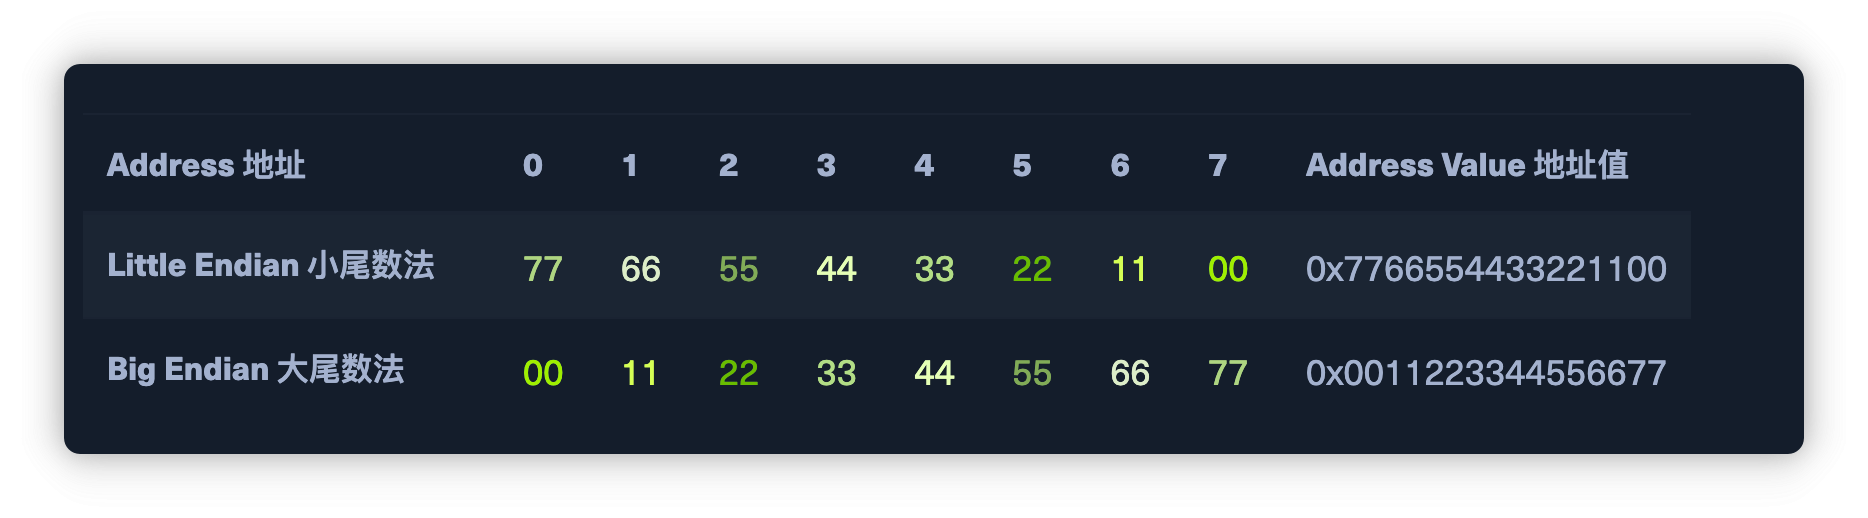 Address 地址 0 1 2 3 4 5 6 7 Address Value 地址值
Little Endian 小尾数法 77 66 55 44 33 22 11 00 0x7766554433221100
Big Endian 大尾数法 00 11 22 33 44 55 66 77 0x0011223344556677